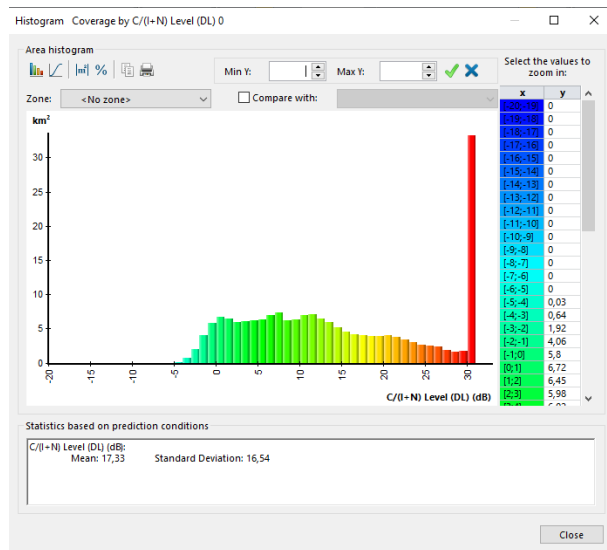 Histogram Coverage by C/(I+N) Level (DL) 0
Area histogram
Min Y:
Max Y:
Select the values to
zoom in:
Zone:
<No zone>
Compare with:
km²
30
25
20
15
10
5
0
-20
-15
-10
-5
0
5
10
15
20
25
30
C/(I+N) Level (DL) (dB)
x y
[-20;-19] 0
[-19;-18] 0
[-18;-17] 0
[-17;-16] 0
[-16;-15] 0
[-15;-14] 0
[-14;-13] 0
[-13;-12] 0
[-12;-11] 0
[-11;-10] 0
[-10;-9] 0
[-9;-8] 0
[-8;-7] 0
[-7;-6] 0
[-6;-5] 0
[-5;-4] 0,03
[-4;-3] 0,64
[-3;-2] 1,92
[-2;-1] 4,06
[-1;0] 5,8
[0;1] 6,72
[1;2] 6,45
[2;3] 5,98
Statistics based on prediction conditions
C/(I+N) Level (DL) (dB):
Mean: 17,33 Standard Deviation: 16,54
Close